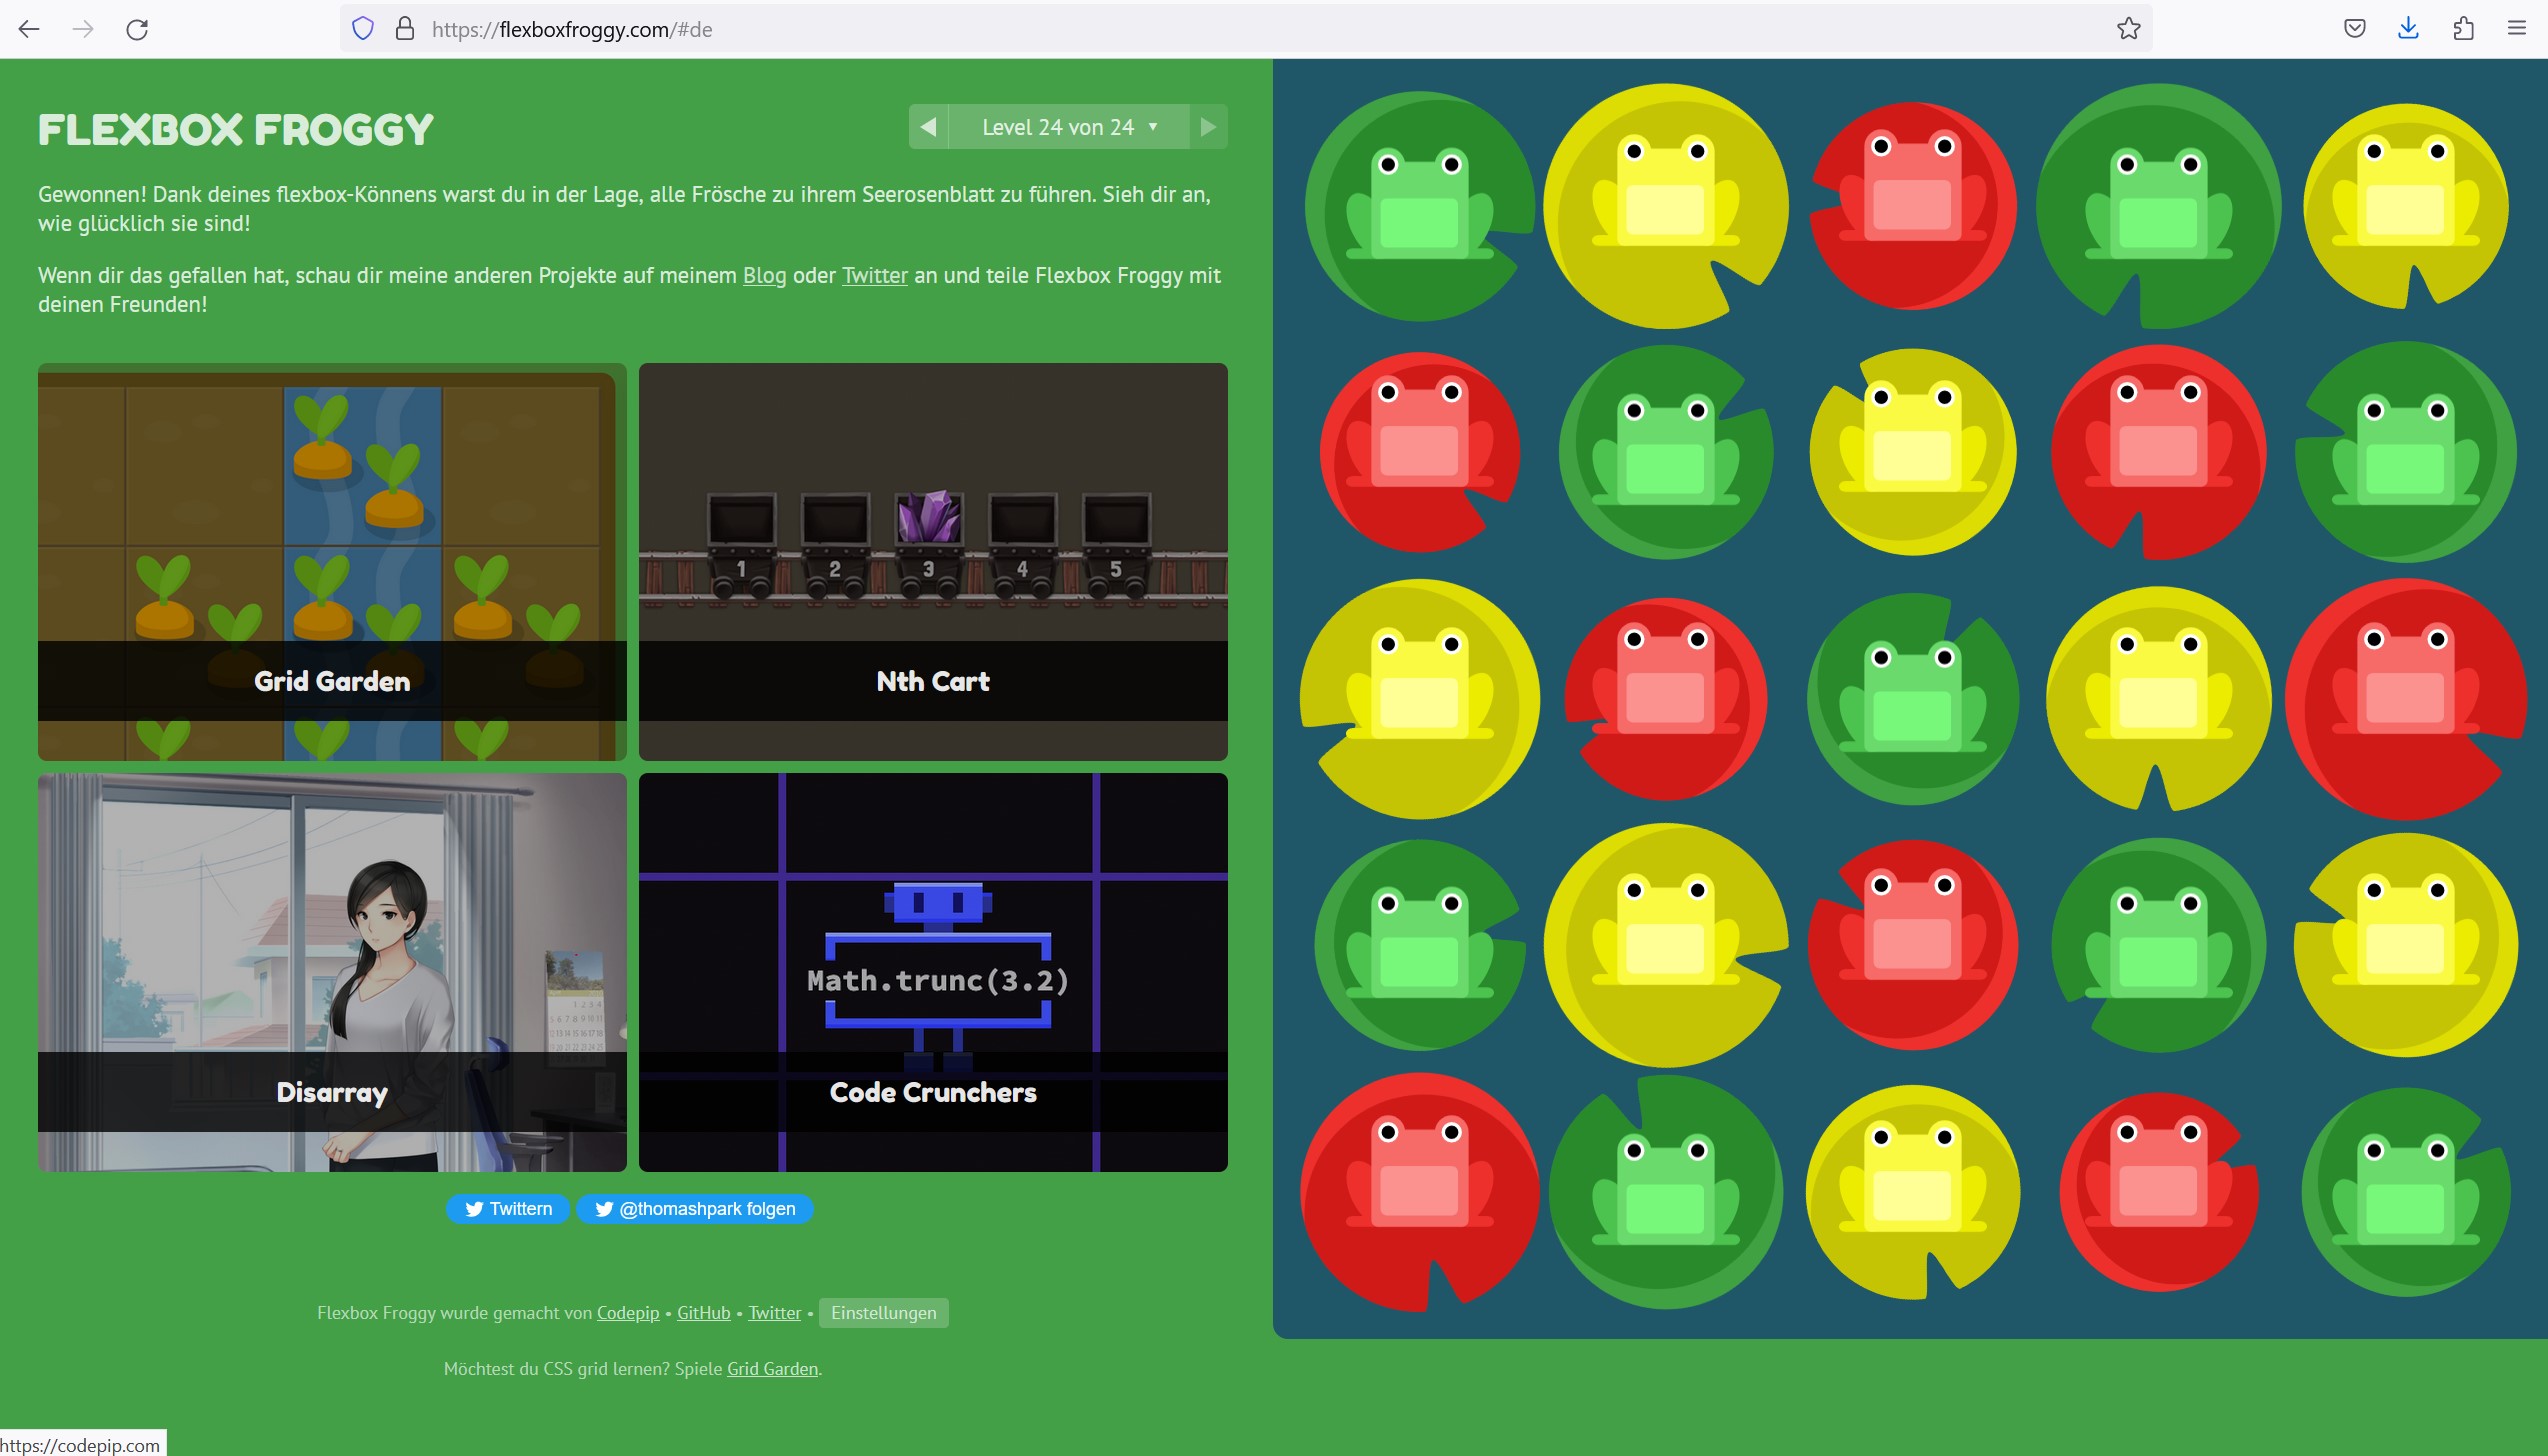 https://flexboxfroggy.com/#de
FLEXBOX FROGGY
Level 24 von 24
Gewonnen! Dank deines flexbox-Könnens warst du in der Lage, alle Frösche zu ihrem Seerosenblatt zu führen. Sieh dir an,
wie glücklich sie sind!
Wenn dir das gefallen hat, schau dir meine anderen Projekte auf meinem Blog oder Twitter an und teile Flexbox Froggy mit
deinen Freunden!
1 2 3 4 5
Grid Garden
Nth Cart
Math.trunc(3.2)
Disarray
Code Crunchers
Twittern
@thomashpark folgen
Flexbox Froggy wurde gemacht von Codepip • GitHub • Twitter • Einstellungen
Möchtest du CSS grid lernen? Spiele Grid Garden.
https://codepip.com